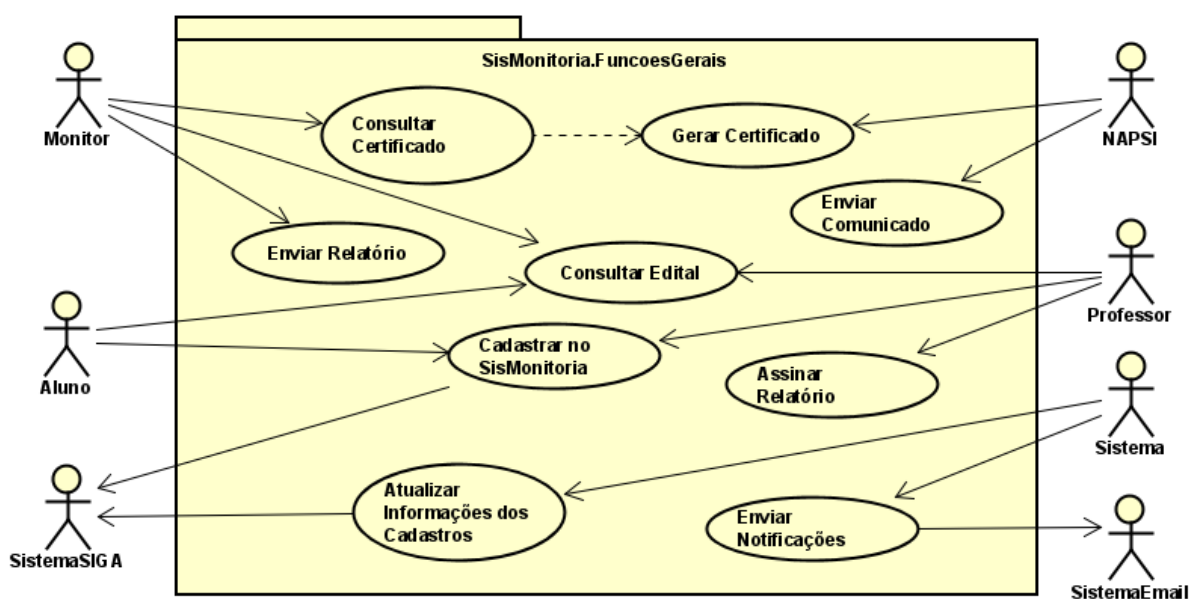 SisMonitoria.FuncoesGerais
Monitor
Consultar
Certificado
Gerar Certificado
NAPSI
Enviar
Comunicado
Enviar Relatório
Consultar Edital
Professor
Aluno
Cadastrar no
SisMonitoria
Assinar
Relatório
Sistema
Atualizar
Informações dos
Cadastros
Enviar
Notificações
SistemaSIGA
SistemaEmail